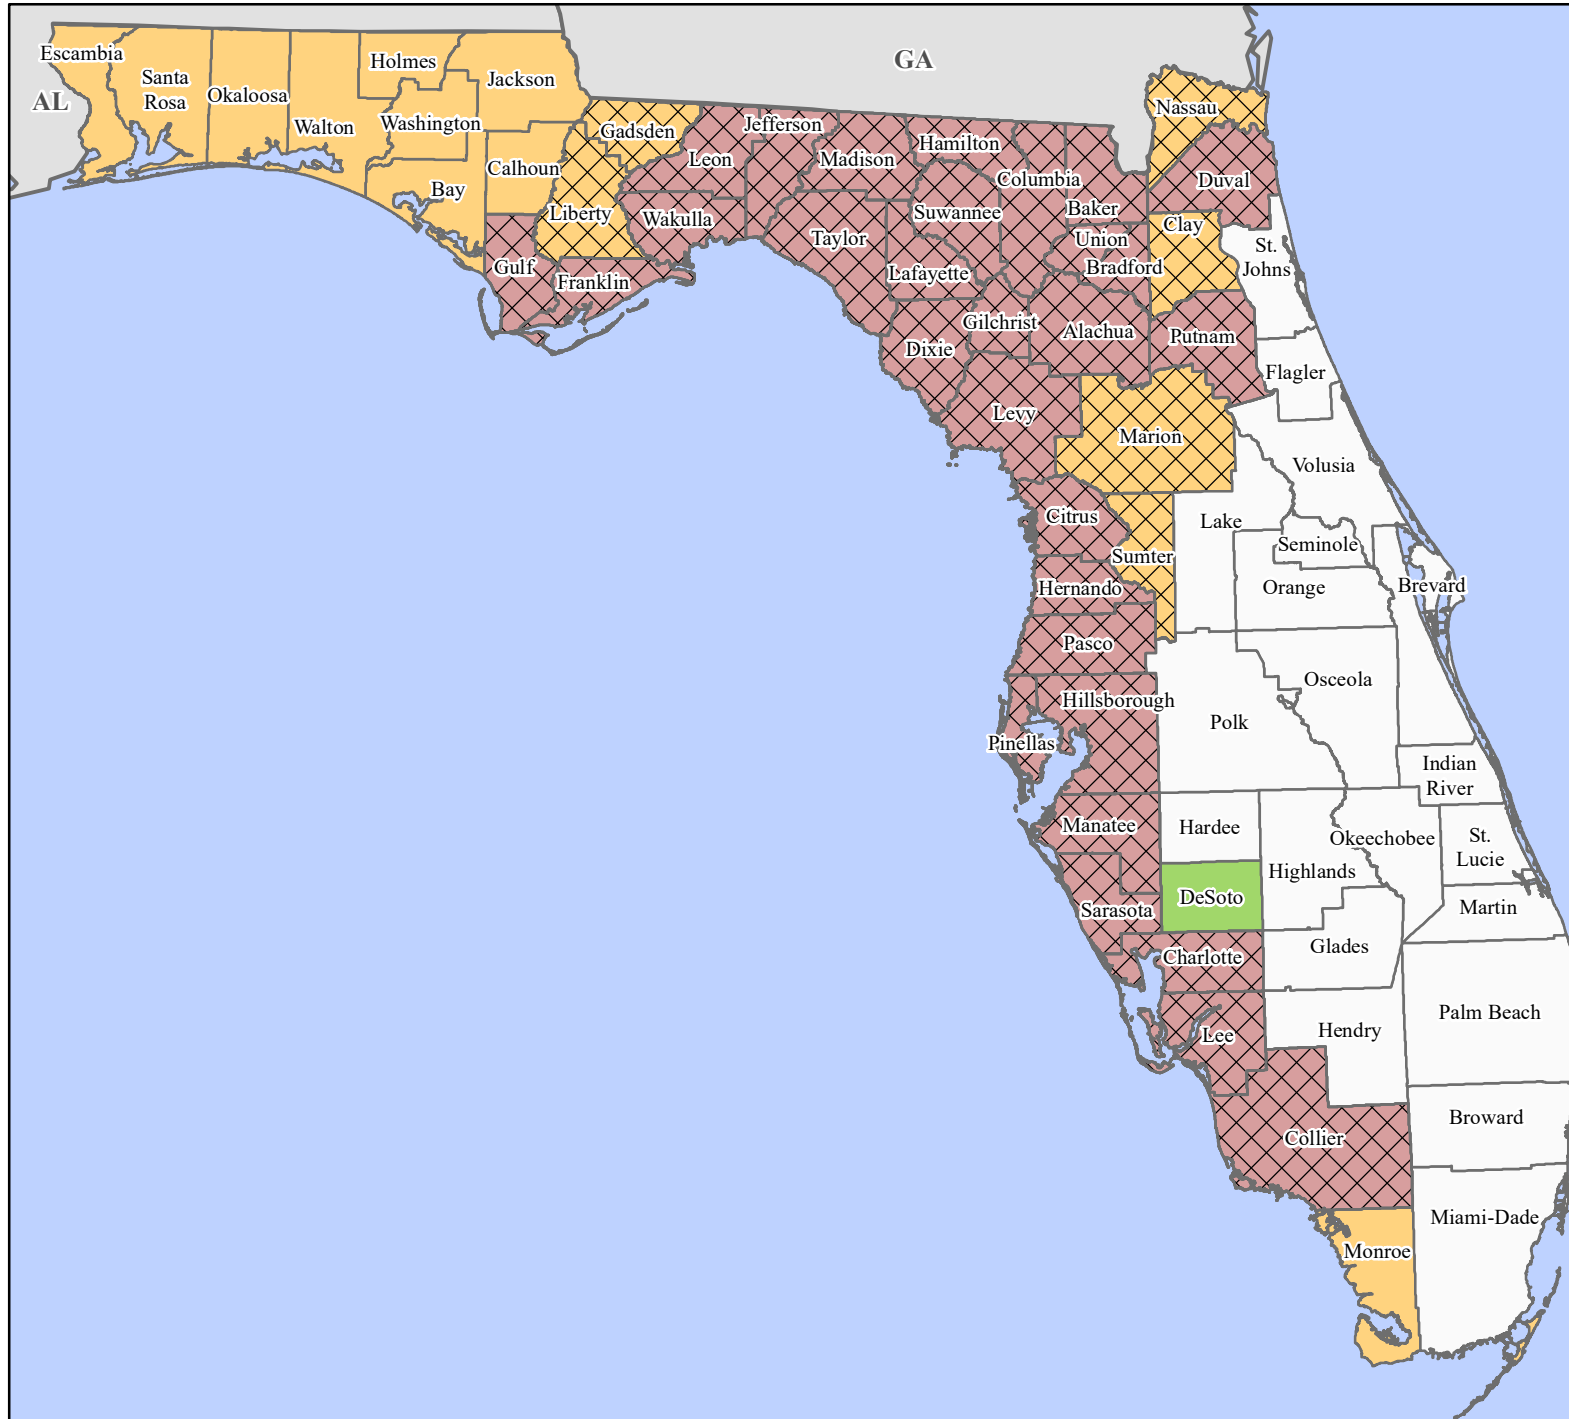 Escambia
Santa
Rosa
Okaloosa
Walton
Holmes
Washington
Jackson
Calhoun
Bay
AL
GA
Gadsden
Liberty
Gulf
Franklin
Leon
Wakulla
Jefferson
Madison
Taylor
Hamilton
Suwannee
Lafayette
Columbia
Baker
Union
Bradford
Nassau
Duval
Clay
St.
Johns
Gilchrist
Dixie
Alachua
Putnam
Flagler
Levy
Marion
Volusia
Citrus
Sumter
Lake
Seminole
Orange
Brevard
Hernando
Pasco
Hillsborough
Pinellas
Polk
Osceola
Indian
River
Manatee
Hardee
Highlands
Okeechobee
St.
Lucie
Sarasota
DeSoto
Martin
Charlotte
Glades
Lee
Hendry
Palm Beach
Collier
Broward
Monroe
Miami-Dade